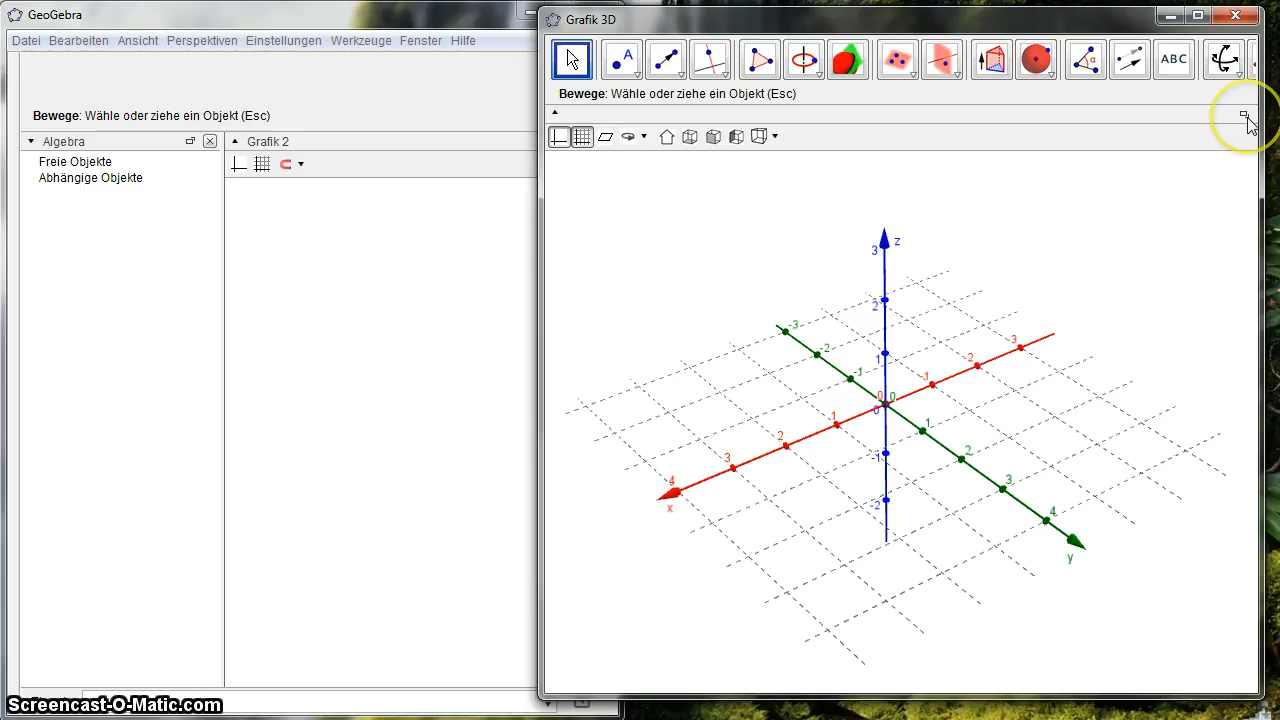 GeoGebra
Datei Bearbeiten Ansicht Perspektiven Einstellungen Werkzeuge Fenster Hilfe
Bewege: Wähle oder ziehe ein Objekt (Esc)
Algebra
Freie Objekte
Abhängige Objekte
Grafik 2
Grafik 3D
A
α
ABC
Bewege: Wähle oder ziehe ein Objekt (Esc)
z
3
2
1
0
-1
-2
-3
-2
-1
0
1
2
3
4
x
-3
-2
-1
0
1
2
3
4
y
Screencast-O-Matic.com